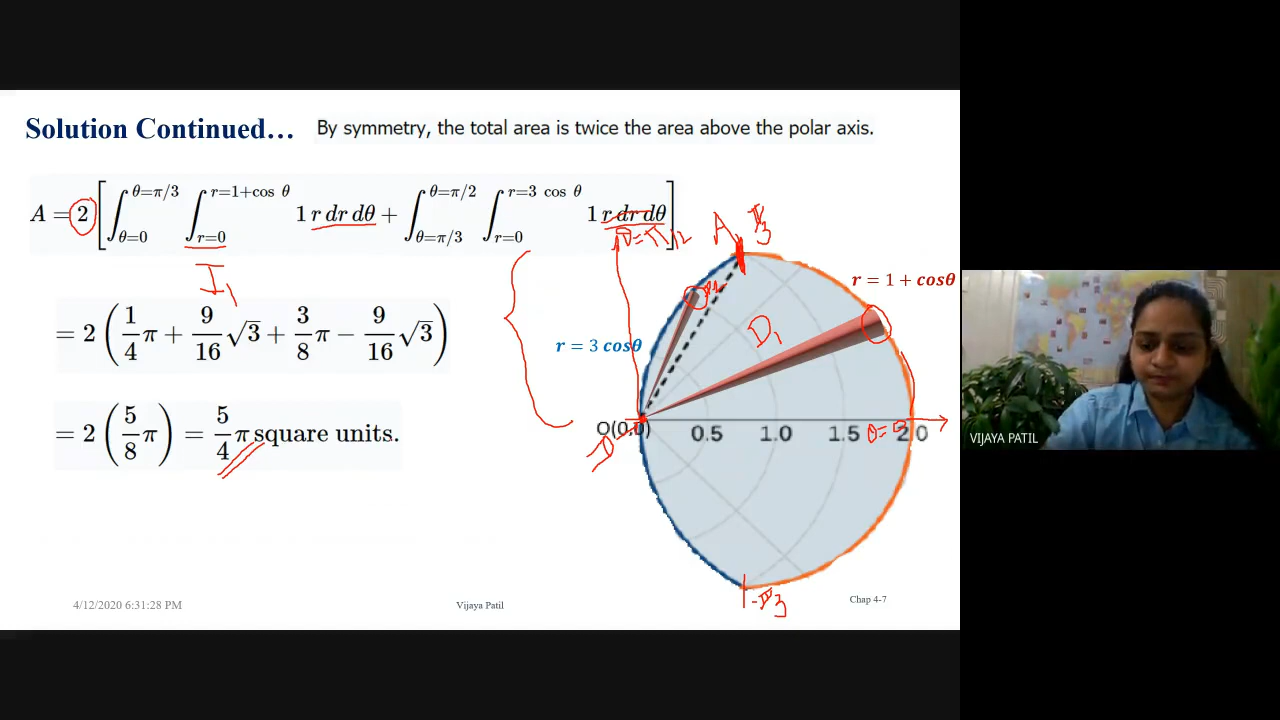 Solution Continued…
By symmetry, the total area is twice the area above the polar axis.
A = 2 [ ∫_{θ=0}^{θ=π/3} ∫_{r=0}^{r=1+cos θ} 1 r dr dθ + ∫_{θ=π/3}^{θ=π/2} ∫_{r=0}^{r=3 cos θ} 1 r dr dθ ]
θ=π/2
A π/3
I₁
r = 1 + cosθ
= 2 ( 1/4 π + 9/16 √3 + 3/8 π − 9/16 √3 )
D₁
r = 3 cosθ
O(0,0) 0.5 1.0 1.5 2.0
θ=
= 2 ( 5/8 π ) = 5/4 π square units.
-π/3
4/12/2020 6:31:28 PM
Vijaya Patil
Chap 4-7
VIJAYA PATIL